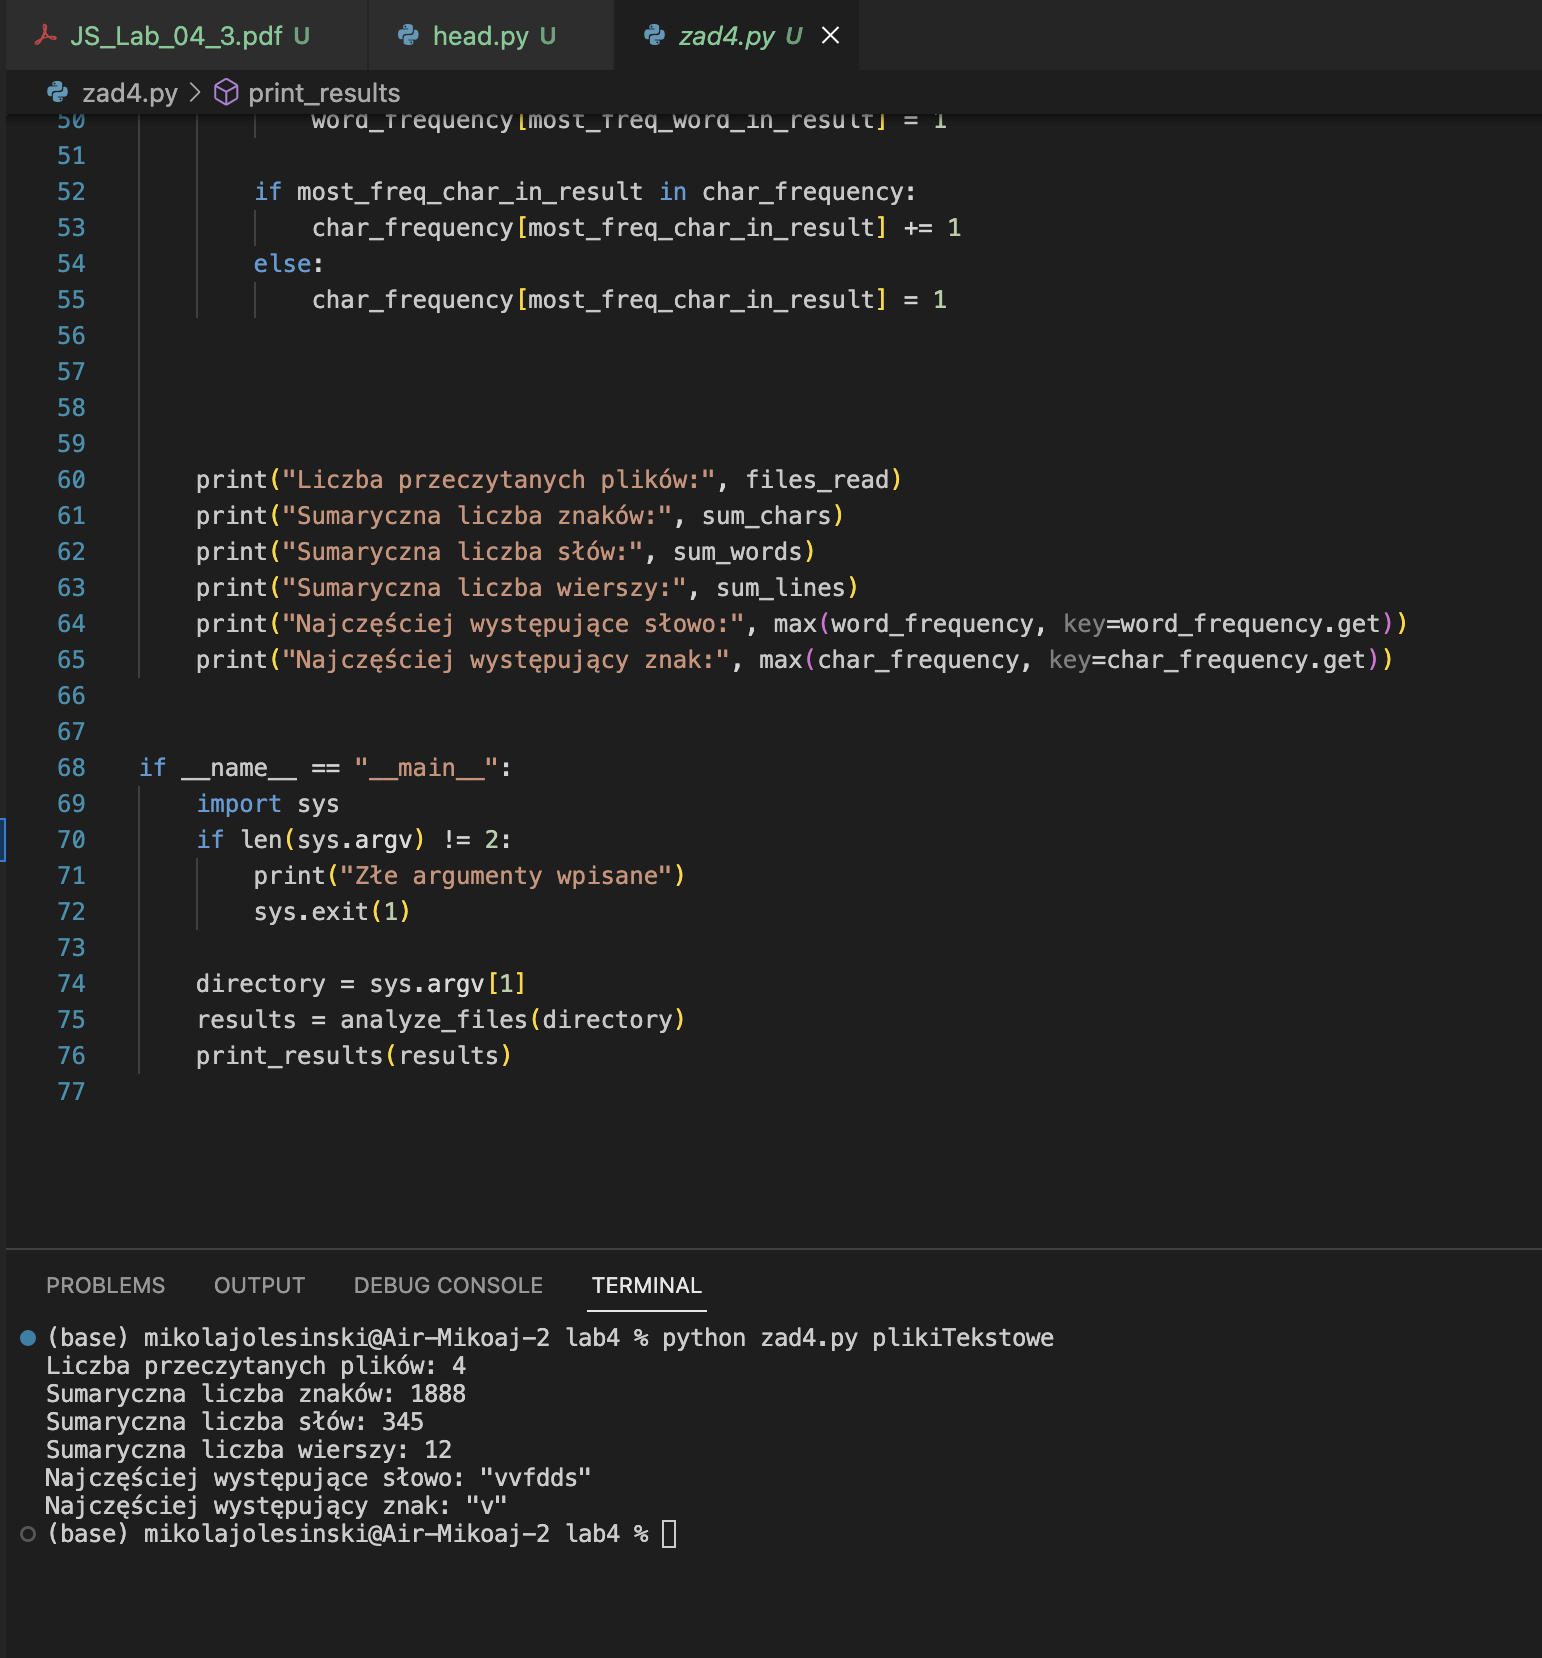 JS_Lab_04_3.pdf U head.py U zad4.py U
zad4.py > print_results
50 word_frequency[most_freq_word_in_result] = 1
51
52 if most_freq_char_in_result in char_frequency:
53 char_frequency[most_freq_char_in_result] += 1
54 else:
55 char_frequency[most_freq_char_in_result] = 1
56
57
58
59
60 print("Liczba przeczytanych plików:", files_read)
61 print("Sumaryczna liczba znaków:", sum_chars)
62 print("Sumaryczna liczba słów:", sum_words)
63 print("Sumaryczna liczba wierszy:", sum_lines)
64 print("Najczęściej występujące słowo:", max(word_frequency, key=word_frequency.get))
65 print("Najczęściej występujący znak:", max(char_frequency, key=char_frequency.get))
66
67
68 if __name__ == "__main__":
69 import sys
70 if len(sys.argv) != 2:
71 print("Złe argumenty wpisane")
72 sys.exit(1)
73
74 directory = sys.argv[1]
75 results = analyze_files(directory)
76 print_results(results)
77
PROBLEMS OUTPUT DEBUG CONSOLE TERMINAL
(base) mikolajolesinski@Air-Mikoaj-2 lab4 % python zad4.py plikiTekstowe
Liczba przeczytanych plików: 4
Sumaryczna liczba znaków: 1888
Sumaryczna liczba słów: 345
Sumaryczna liczba wierszy: 12
Najczęściej występujące słowo: "vvfdds"
Najczęściej występujący znak: "v"
(base) mikolajolesinski@Air-Mikoaj-2 lab4 %